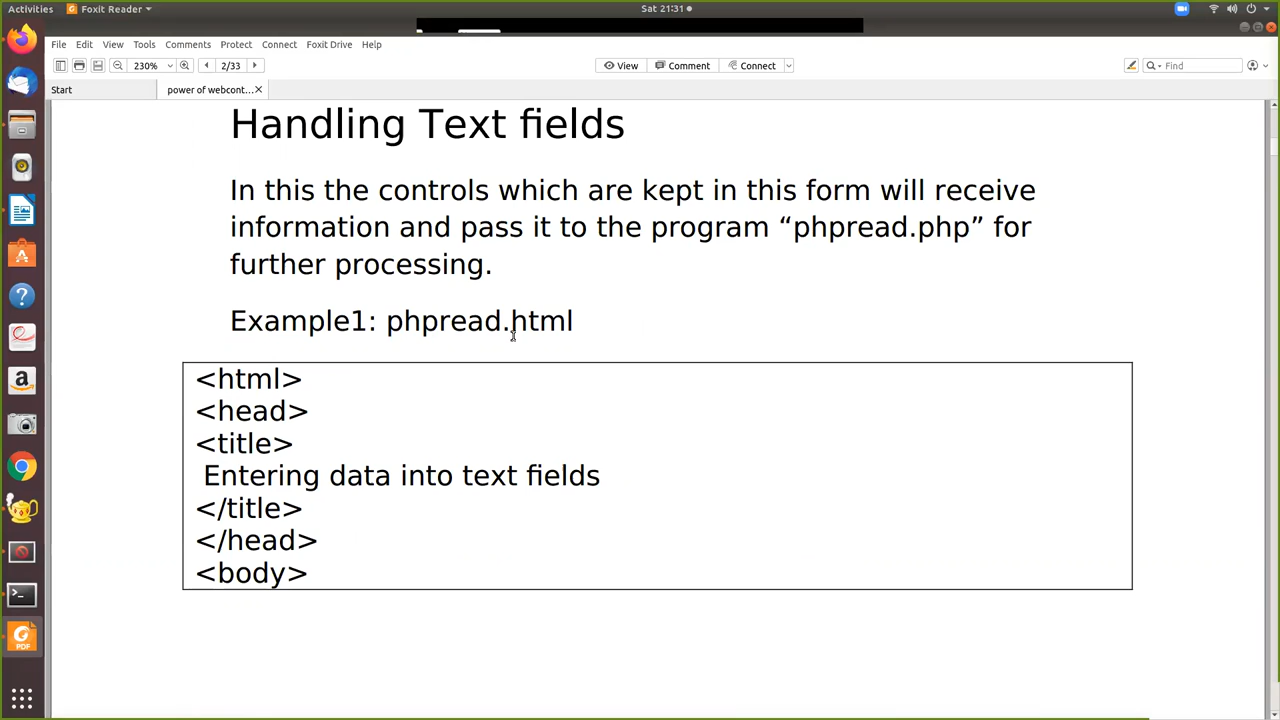 Activities Foxit Reader Sat 21:31
File Edit View Tools Comments Protect Connect Foxit Drive Help
230% 2/33 View Comment Connect Find
Start power of webcont...
Handling Text fields
In this the controls which are kept in this form will receive
information and pass it to the program “phpread.php” for
further processing.
Example1: phpread.html
<html>
<head>
<title>
Entering data into text fields
</title>
</head>
<body>
PDF